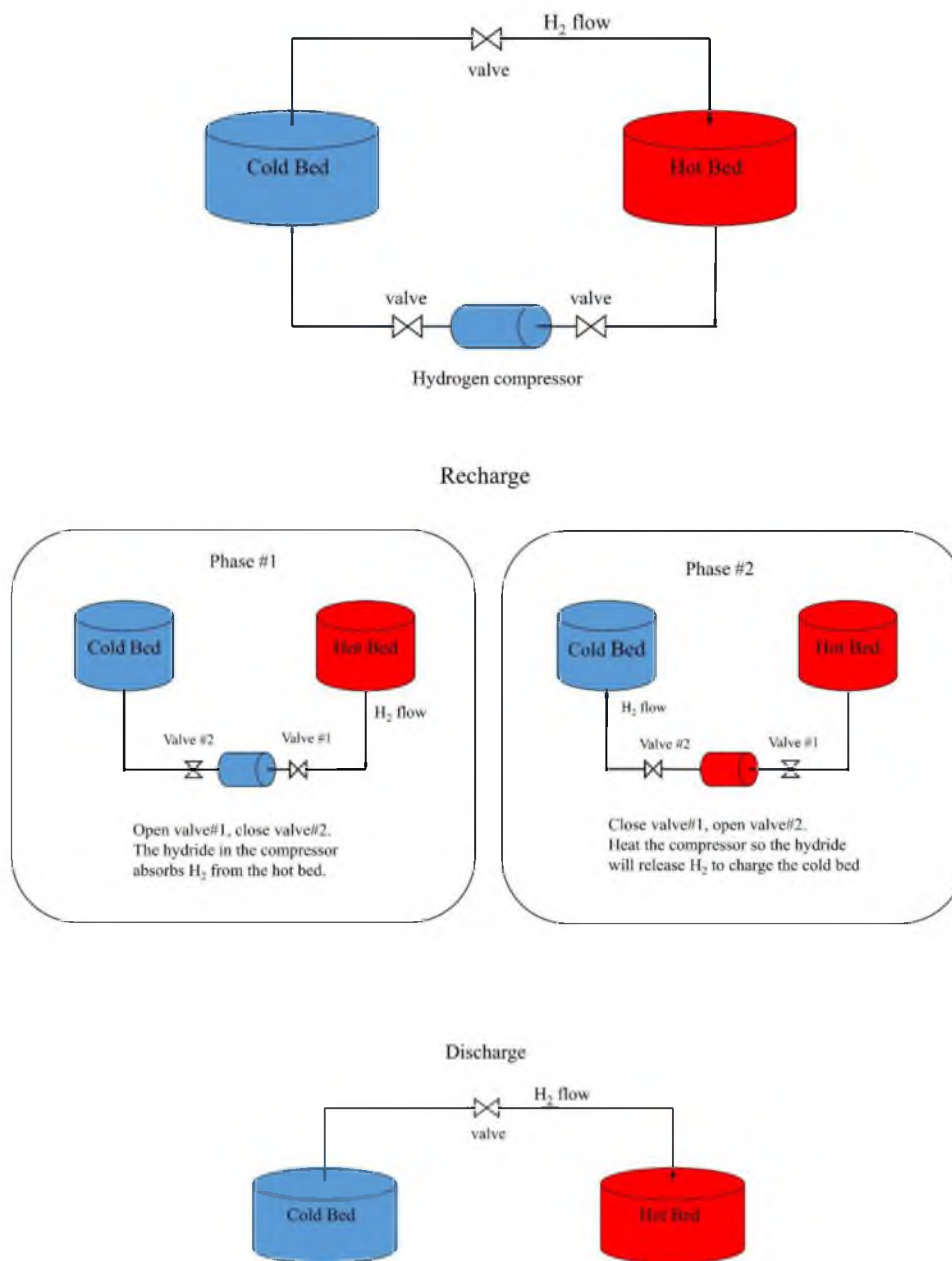 H₂ flow
valve
Cold Bed
Hot Bed
valve
valve
Hydrogen compressor
Recharge
Phase #1
Cold Bed
Hot Bed
H₂ flow
Valve #2
Valve #1
Open valve#1, close valve#2.
The hydride in the compressor
absorbs H₂ from the hot bed.
Phase #2
Cold Bed
Hot Bed
H₂ flow
Valve #2
Valve #1
Close valve#1, open valve#2.
Heat the compressor so the hydride
will release H₂ to charge the cold bed
Discharge
H₂ flow
valve
Cold Bed
Hot Bed